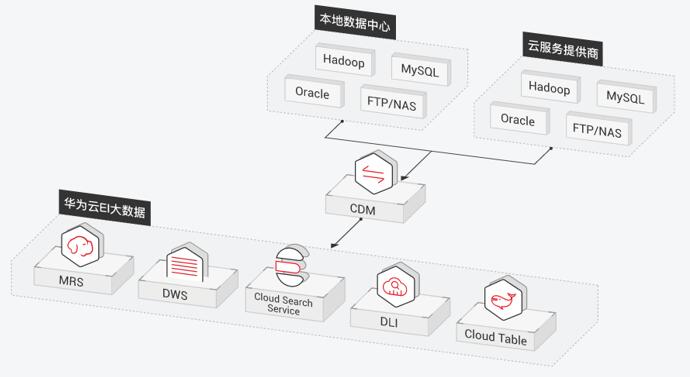 本地数据中心
Hadoop
MySQL
Oracle
FTP/NAS
云服务提供商
Hadoop
MySQL
Oracle
FTP/NAS
CDM
华为云EI大数据
MRS
DWS
Cloud Search
Service
DLI
Cloud Table